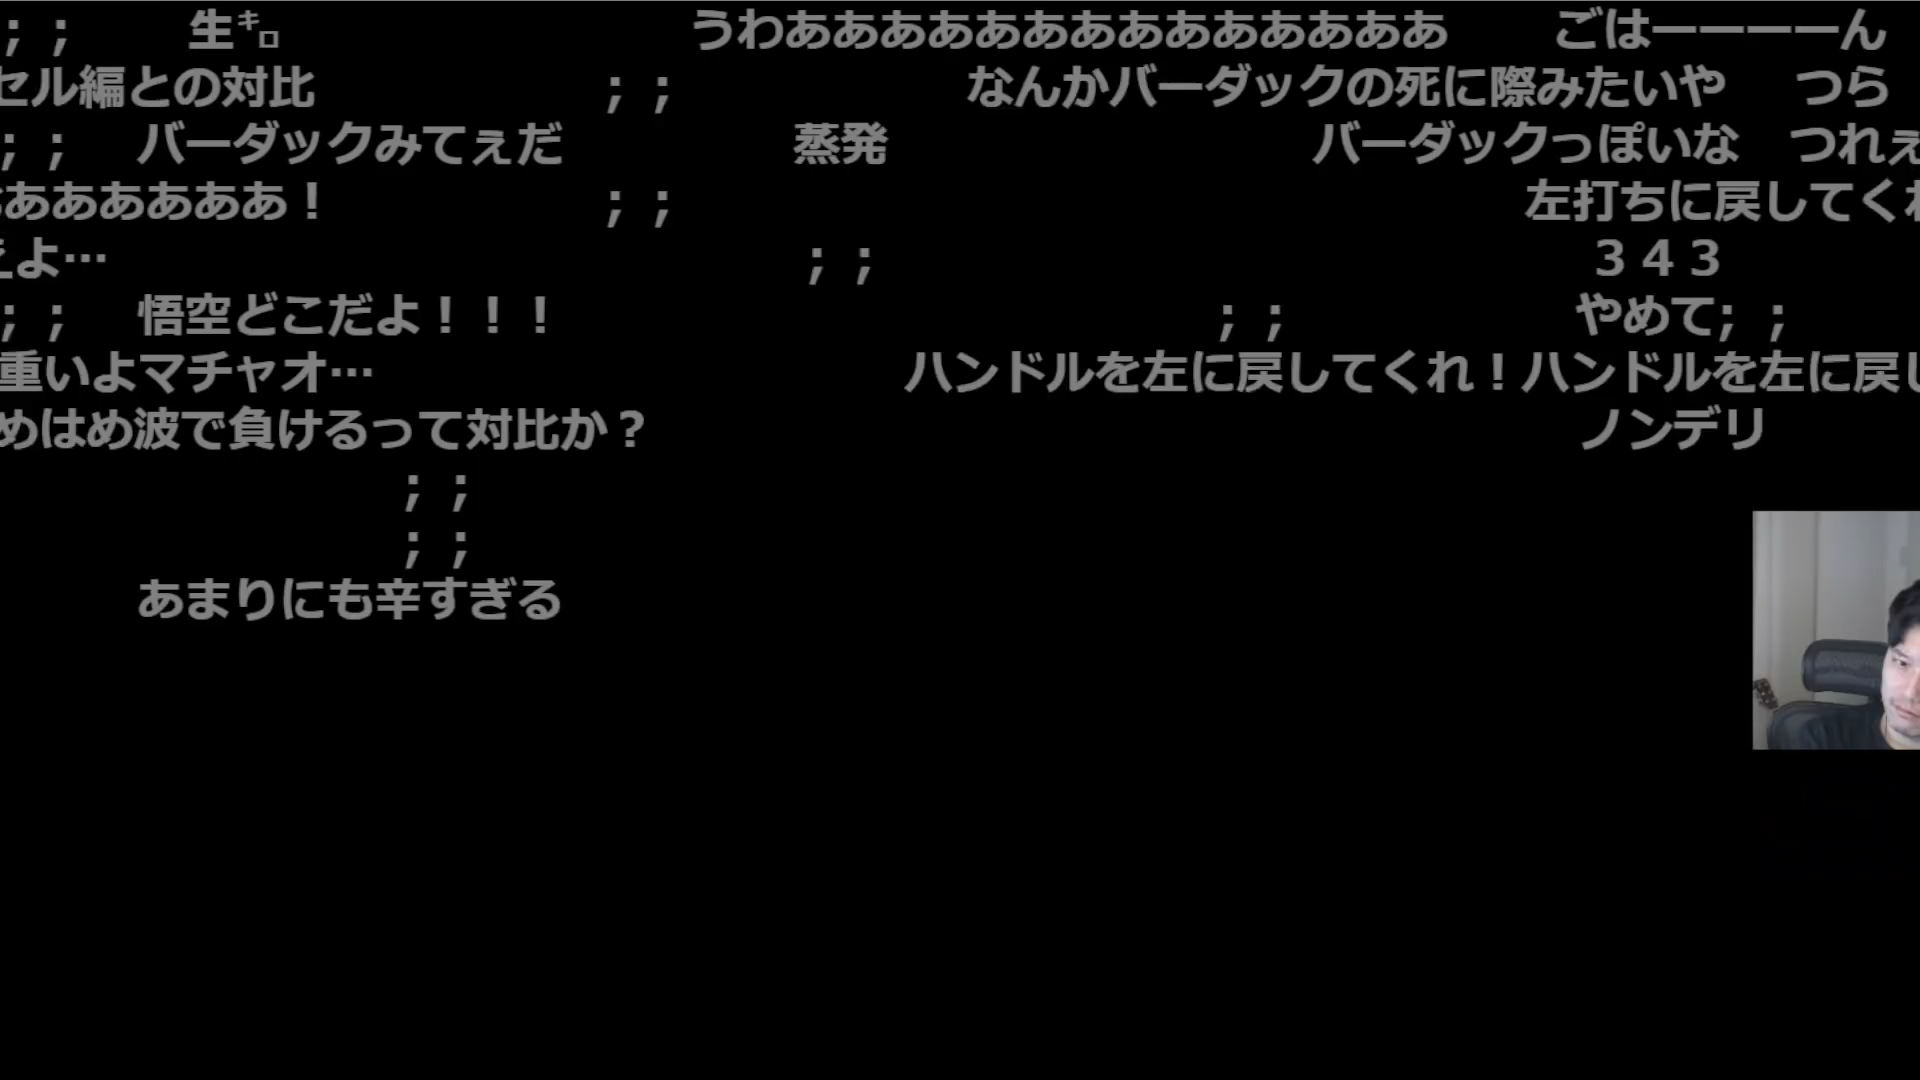 ; ;　生㌔　うわああああああああああああああ　ごはーーーーん
セル編との対比　; ;　なんかバーダックの死に際みたいや　つら
; ;　バーダックみてぇだ　蒸発　バーダックっぽいな　つれぇ
ああああああ！　; ;　左打ちに戻してくれ
えよ…　; ;　３４３
; ;　悟空どこだよ！！！　; ;　やめて; ;
重いよマチャオ…　ハンドルを左に戻してくれ！ハンドルを左に戻し
めはめ波で負けるって対比か？　ノンデリ
; ;
; ;
あまりにも辛すぎる